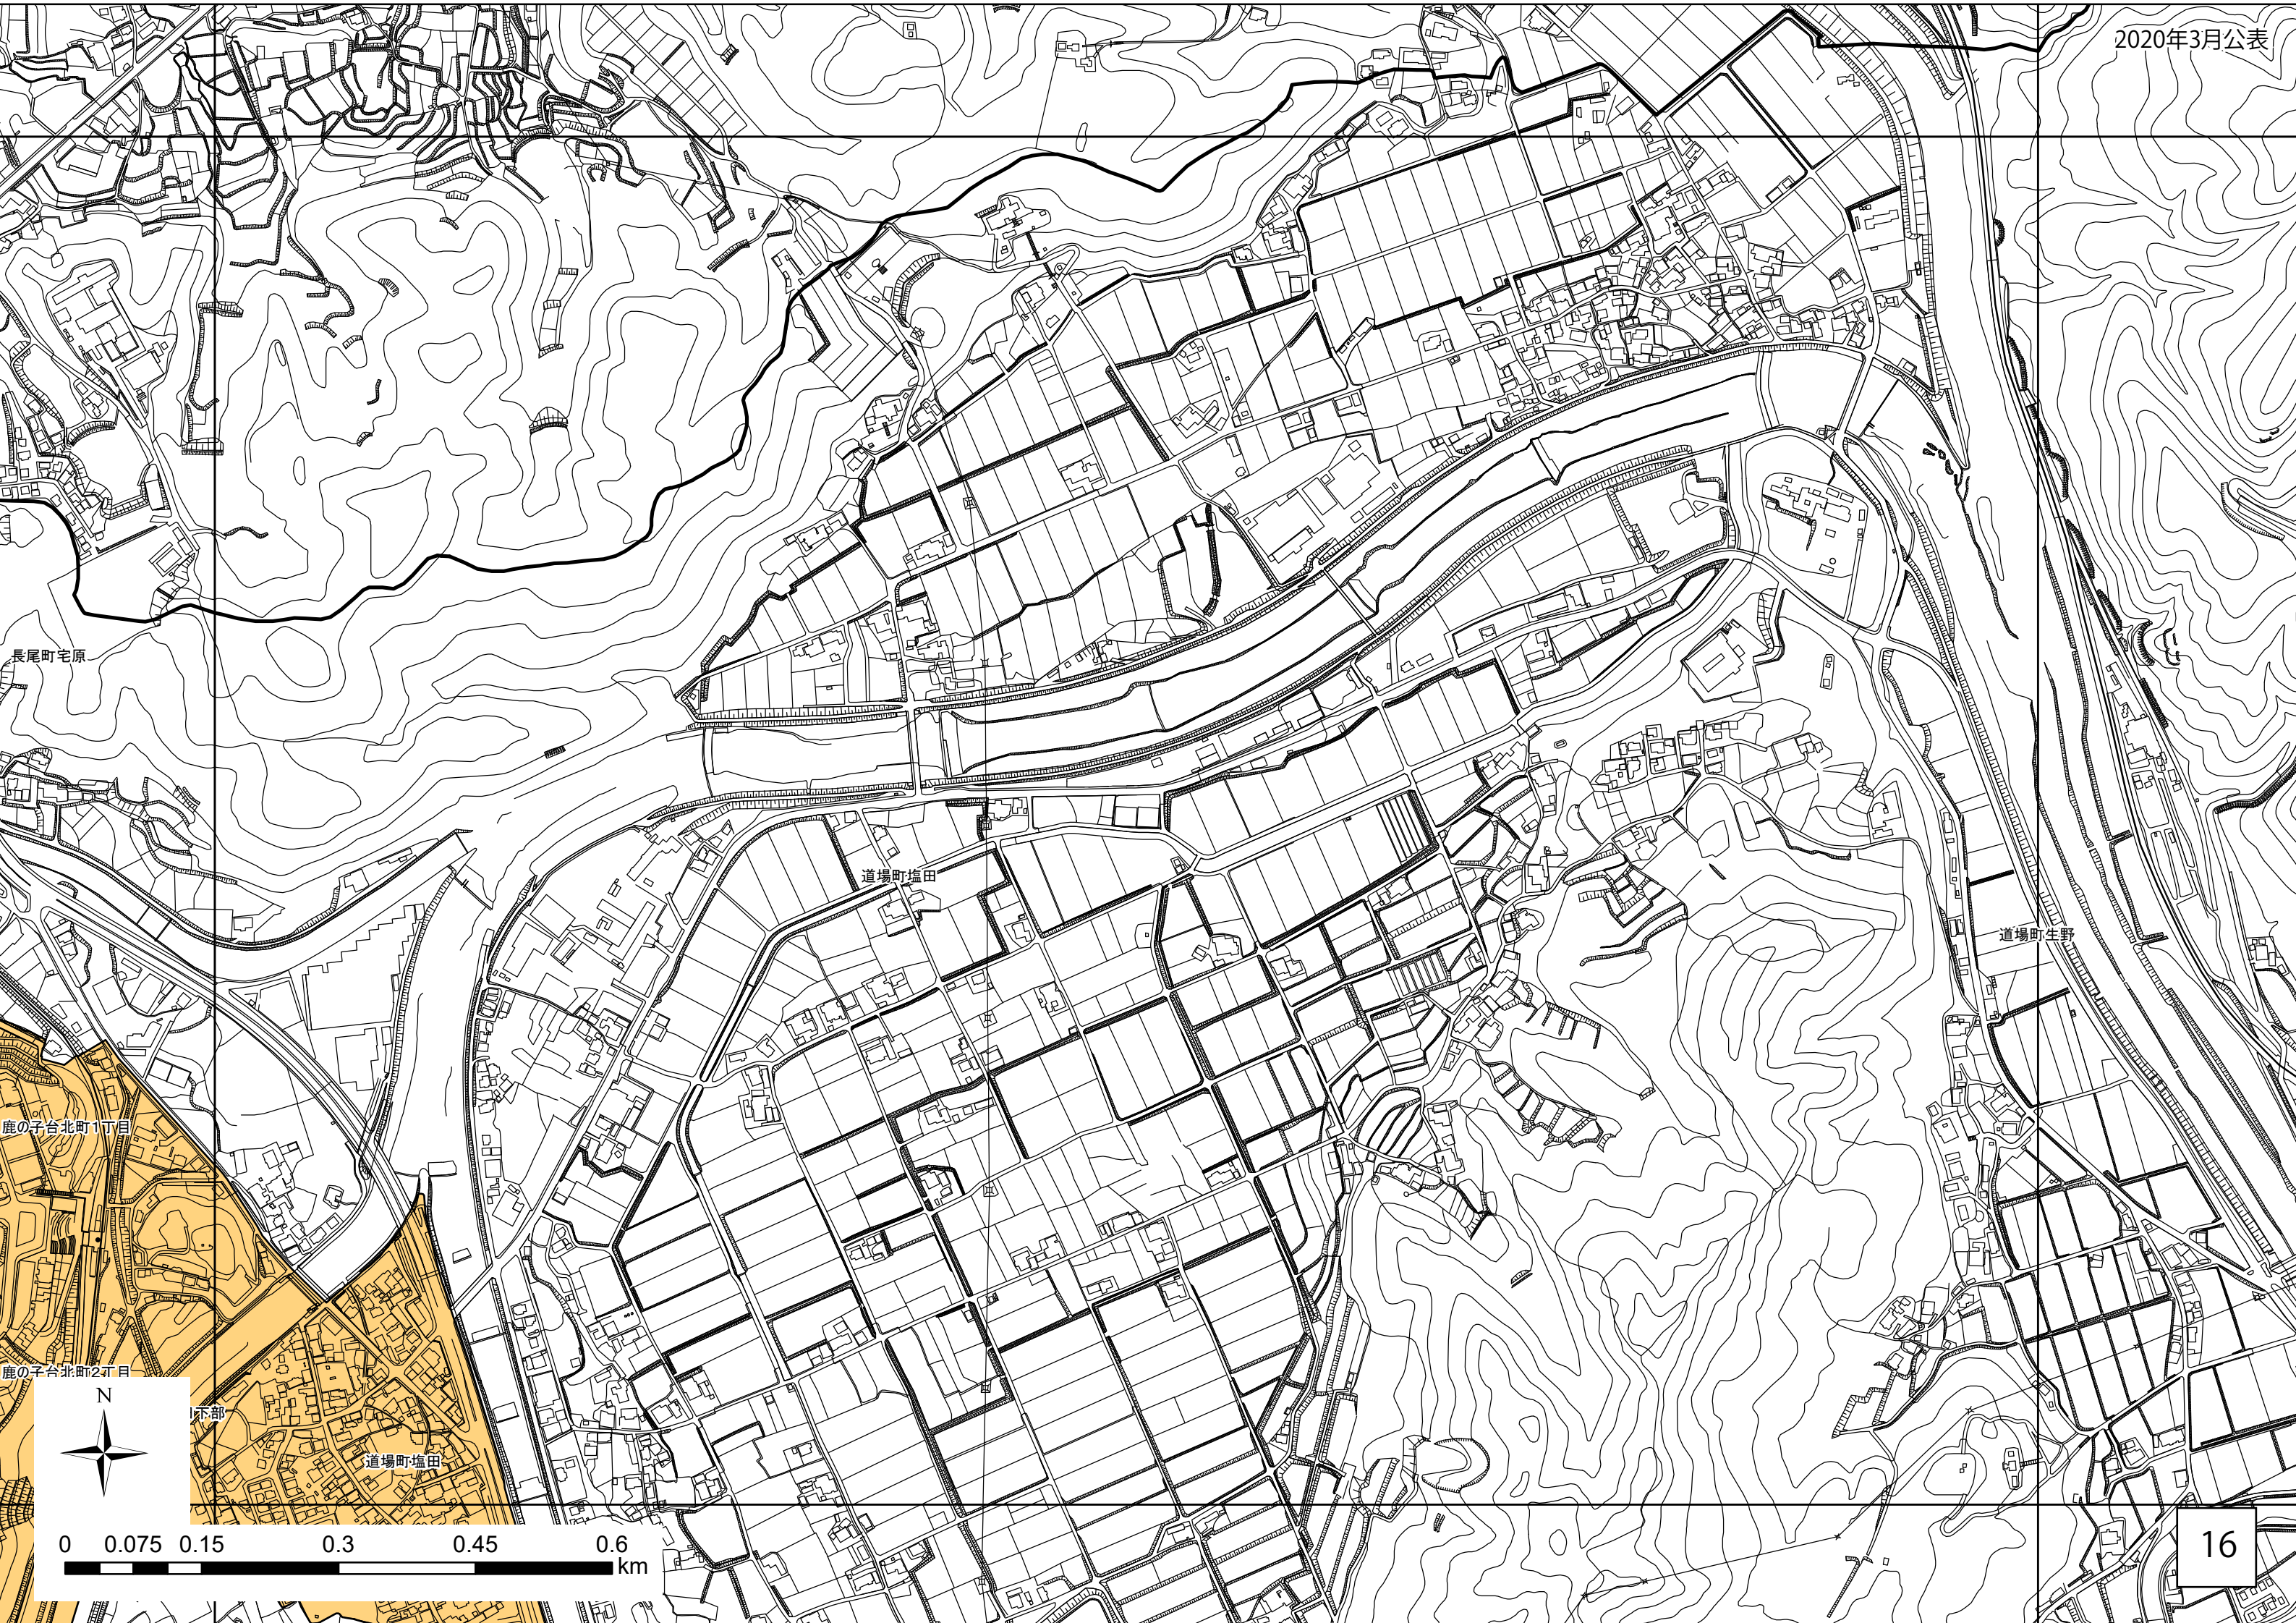 2020年3月公表
長尾町宅原
道場町塩田
道場町生野
鹿の子台北町1丁目
鹿の子台北町2丁目
下部
道場町塩田
N
0 0.075 0.15 0.3 0.45 0.6
km
16